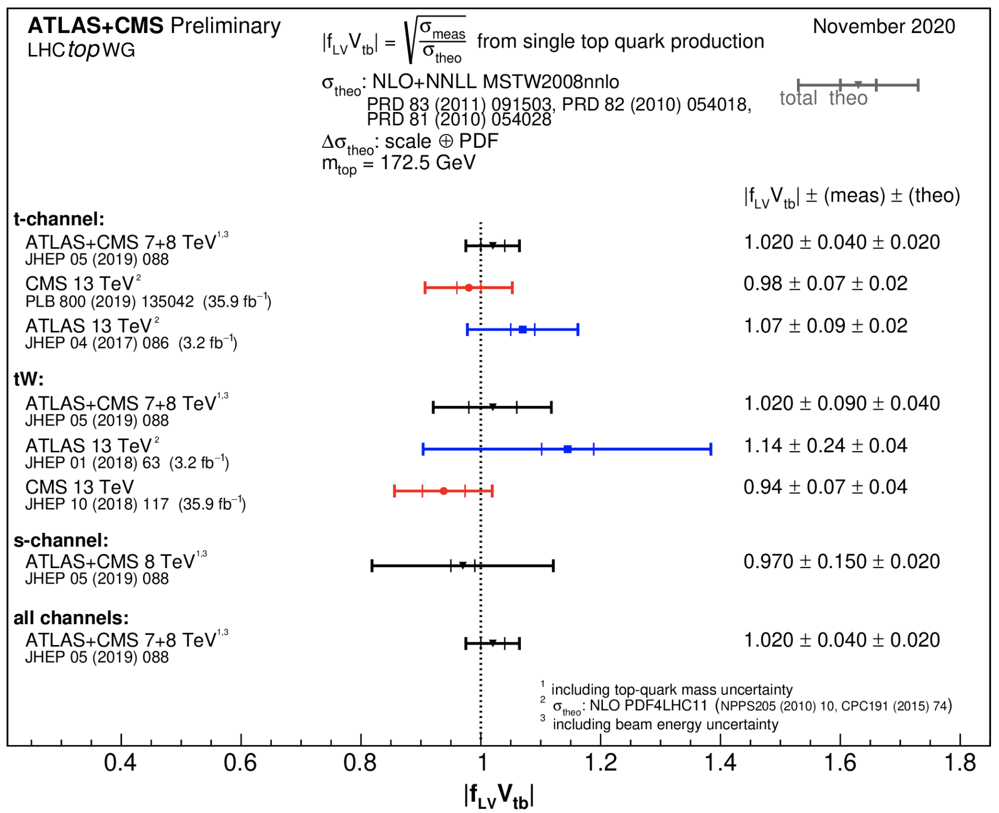 ATLAS+CMS Preliminary
LHCtopWG
November 2020
|f_LV V_tb| = √(σ_meas/σ_theo) from single top quark production
σ_theo: NLO+NNLL MSTW2008nnlo
PRD 83 (2011) 091503, PRD 82 (2010) 054018,
PRD 81 (2010) 054028
Δσ_theo: scale ⊕ PDF
m_top = 172.5 GeV
total theo
|f_LV V_tb| ± (meas) ± (theo)
t-channel:
ATLAS+CMS 7+8 TeV^1,3 1.020 ± 0.040 ± 0.020
JHEP 05 (2019) 088
CMS 13 TeV^2 0.98 ± 0.07 ± 0.02
PLB 800 (2019) 135042 (35.9 fb^−1)
ATLAS 13 TeV^2 1.07 ± 0.09 ± 0.02
JHEP 04 (2017) 086 (3.2 fb^−1)
tW:
ATLAS+CMS 7+8 TeV^1,3 1.020 ± 0.090 ± 0.040
JHEP 05 (2019) 088
ATLAS 13 TeV^2 1.14 ± 0.24 ± 0.04
JHEP 01 (2018) 63 (3.2 fb^−1)
CMS 13 TeV 0.94 ± 0.07 ± 0.04
JHEP 10 (2018) 117 (35.9 fb^−1)
s-channel:
ATLAS+CMS 8 TeV^1,3 0.970 ± 0.150 ± 0.020
JHEP 05 (2019) 088
all channels:
ATLAS+CMS 7+8 TeV^1,3 1.020 ± 0.040 ± 0.020
JHEP 05 (2019) 088
1 including top-quark mass uncertainty
2 σ_theo: NLO PDF4LHC11 (NPPS205 (2010) 10, CPC191 (2015) 74)
3 including beam energy uncertainty
0.4 0.6 0.8 1 1.2 1.4 1.6 1.8
|f_LV V_tb|